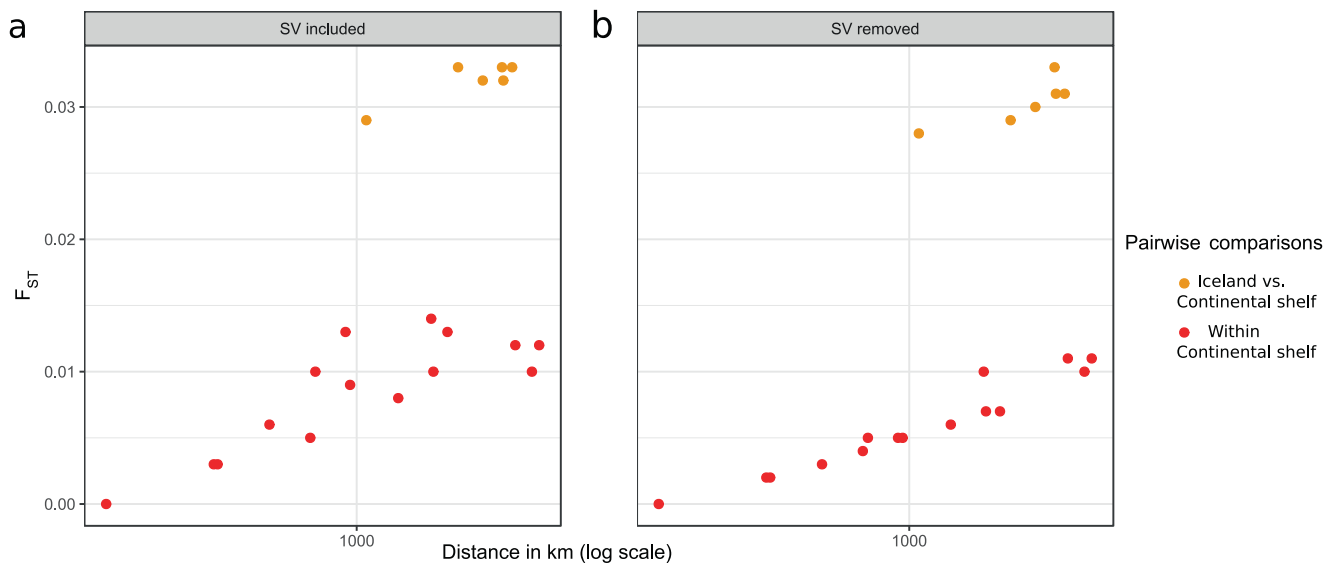 a
SV included
b
SV removed
0.03
0.02
0.01
0.00
F_ST
1000
1000
Distance in km (log scale)
Pairwise comparisons
Iceland vs.
Continental shelf
Within
Continental shelf